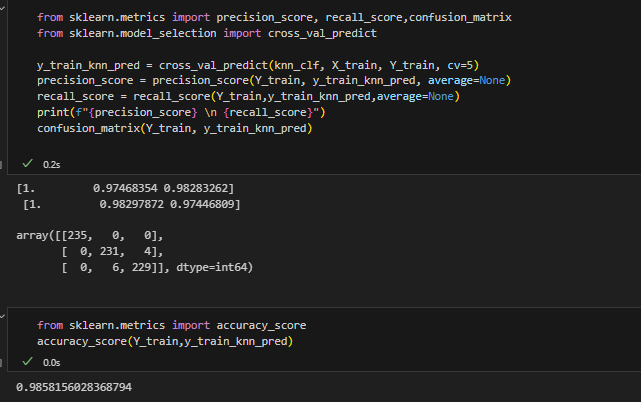 from sklearn.metrics import precision_score, recall_score,confusion_matrix
from sklearn.model_selection import cross_val_predict
y_train_knn_pred = cross_val_predict(knn_clf, X_train, Y_train, cv=5)
precision_score = precision_score(Y_train, y_train_knn_pred, average=None)
recall_score = recall_score(Y_train,y_train_knn_pred,average=None)
print(f"{precision_score} \n {recall_score}")
confusion_matrix(Y_train, y_train_knn_pred)
✓ 0.2s
[1.         0.97468354 0.98283262]
 [1.         0.98297872 0.97446809]
array([[235,   0,   0],
       [  0, 231,   4],
       [  0,   6, 229]], dtype=int64)
from sklearn.metrics import accuracy_score
accuracy_score(Y_train,y_train_knn_pred)
✓ 0.0s
0.9858156028368794